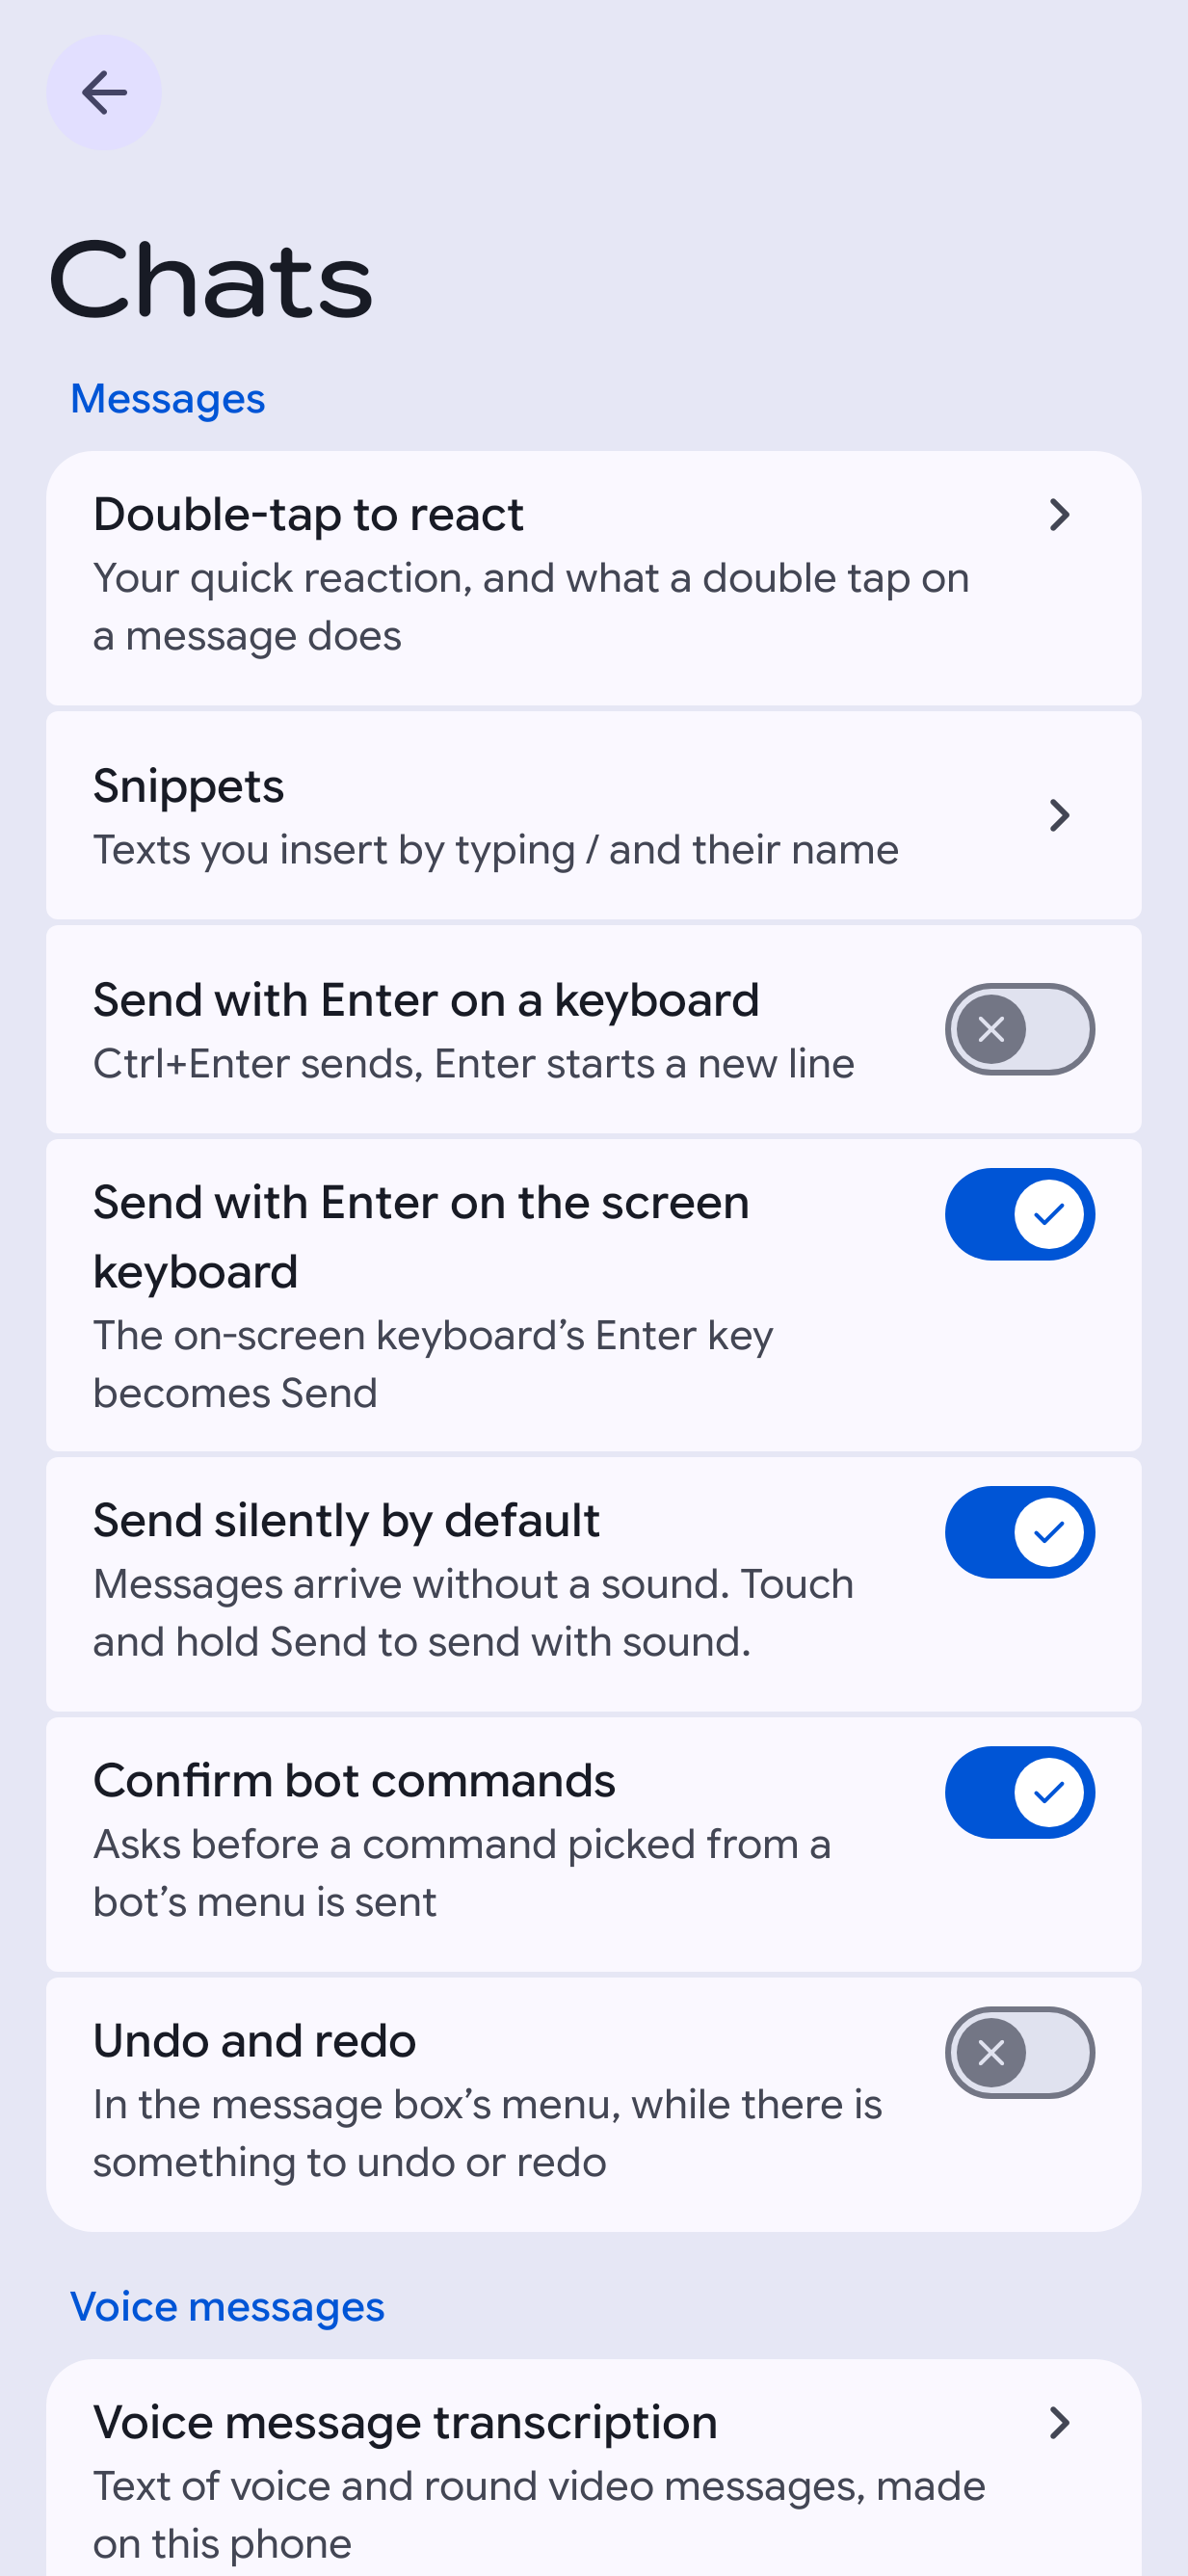 Chats
Messages
Double-tap to react
Your quick reaction, and what a double tap on
a message does
Snippets
Texts you insert by typing / and their name
Send with Enter on a keyboard
Ctrl+Enter sends, Enter starts a new line
Send with Enter on the screen
keyboard
The on-screen keyboard’s Enter key
becomes Send
Send silently by default
Messages arrive without a sound. Touch
and hold Send to send with sound.
Confirm bot commands
Asks before a command picked from a
bot’s menu is sent
Undo and redo
In the message box’s menu, while there is
something to undo or redo
Voice messages
Voice message transcription
Text of voice and round video messages, made
on this phone